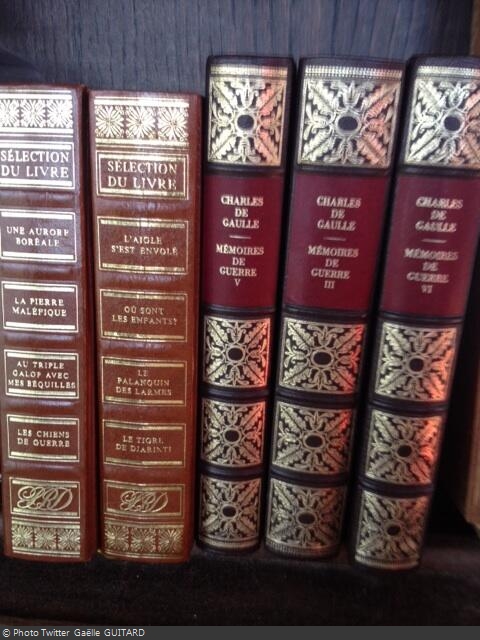 SÉLECTION
DU LIVRE
UNE AURORE
BORÉALE
LA PIERRE
MALÉFIQUE
AU TRIPLE
GALOP AVEC
MES BÉQUILLES
LES CHIENS
DE GUERRE
SÉLECTION
DU LIVRE
L'AIGLE
S'EST ENVOLÉ
OÙ SONT
LES ENFANTS?
LE
PALANQUIN
DES LARMES
LE TIGRE
DE DJARINTI
CHARLES
DE
GAULLE
MÉMOIRES
DE
GUERRE
V
CHARLES
DE
GAULLE
MÉMOIRES
DE
GUERRE
III
CHARLES
DE
GAULLE
MÉMOIRES
DE
GUERRE
VI
© Photo Twitter Gaëlle GUITARD